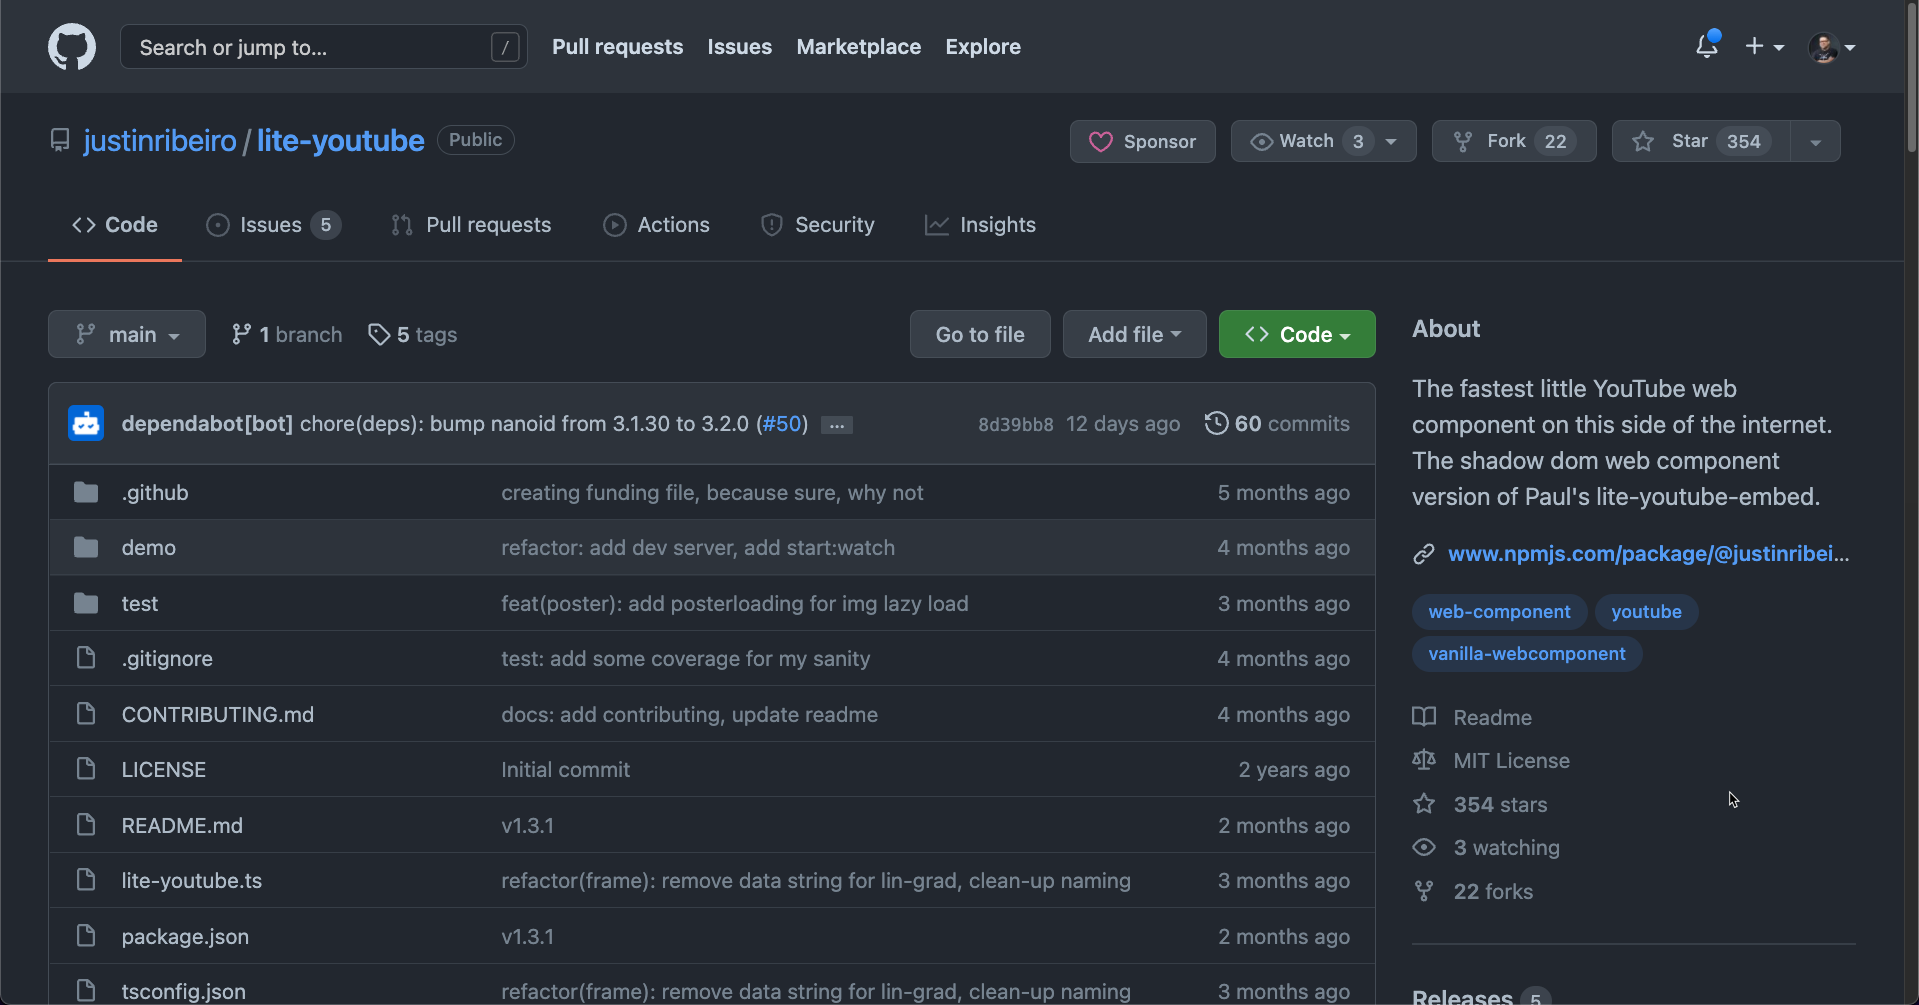 Search or jump to... /
Pull requests Issues Marketplace Explore
justinribeiro / lite-youtube Public
Sponsor Watch 3 Fork 22 Star 354
Code Issues 5 Pull requests Actions Security Insights
main 1 branch 5 tags Go to file Add file Code
dependabot[bot] chore(deps): bump nanoid from 3.1.30 to 3.2.0 (#50) ... 8d39bb8 12 days ago 60 commits
.github creating funding file, because sure, why not 5 months ago
demo refactor: add dev server, add start:watch 4 months ago
test feat(poster): add posterloading for img lazy load 3 months ago
.gitignore test: add some coverage for my sanity 4 months ago
CONTRIBUTING.md docs: add contributing, update readme 4 months ago
LICENSE Initial commit 2 years ago
README.md v1.3.1 2 months ago
lite-youtube.ts refactor(frame): remove data string for lin-grad, clean-up naming 3 months ago
package.json v1.3.1 2 months ago
tsconfig.json refactor(frame): remove data string for lin-grad, clean-up naming 3 months ago
About
The fastest little YouTube web
component on this side of the internet.
The shadow dom web component
version of Paul's lite-youtube-embed.
www.npmjs.com/package/@justinribei...
web-component youtube
vanilla-webcomponent
Readme
MIT License
354 stars
3 watching
22 forks
Releases 5